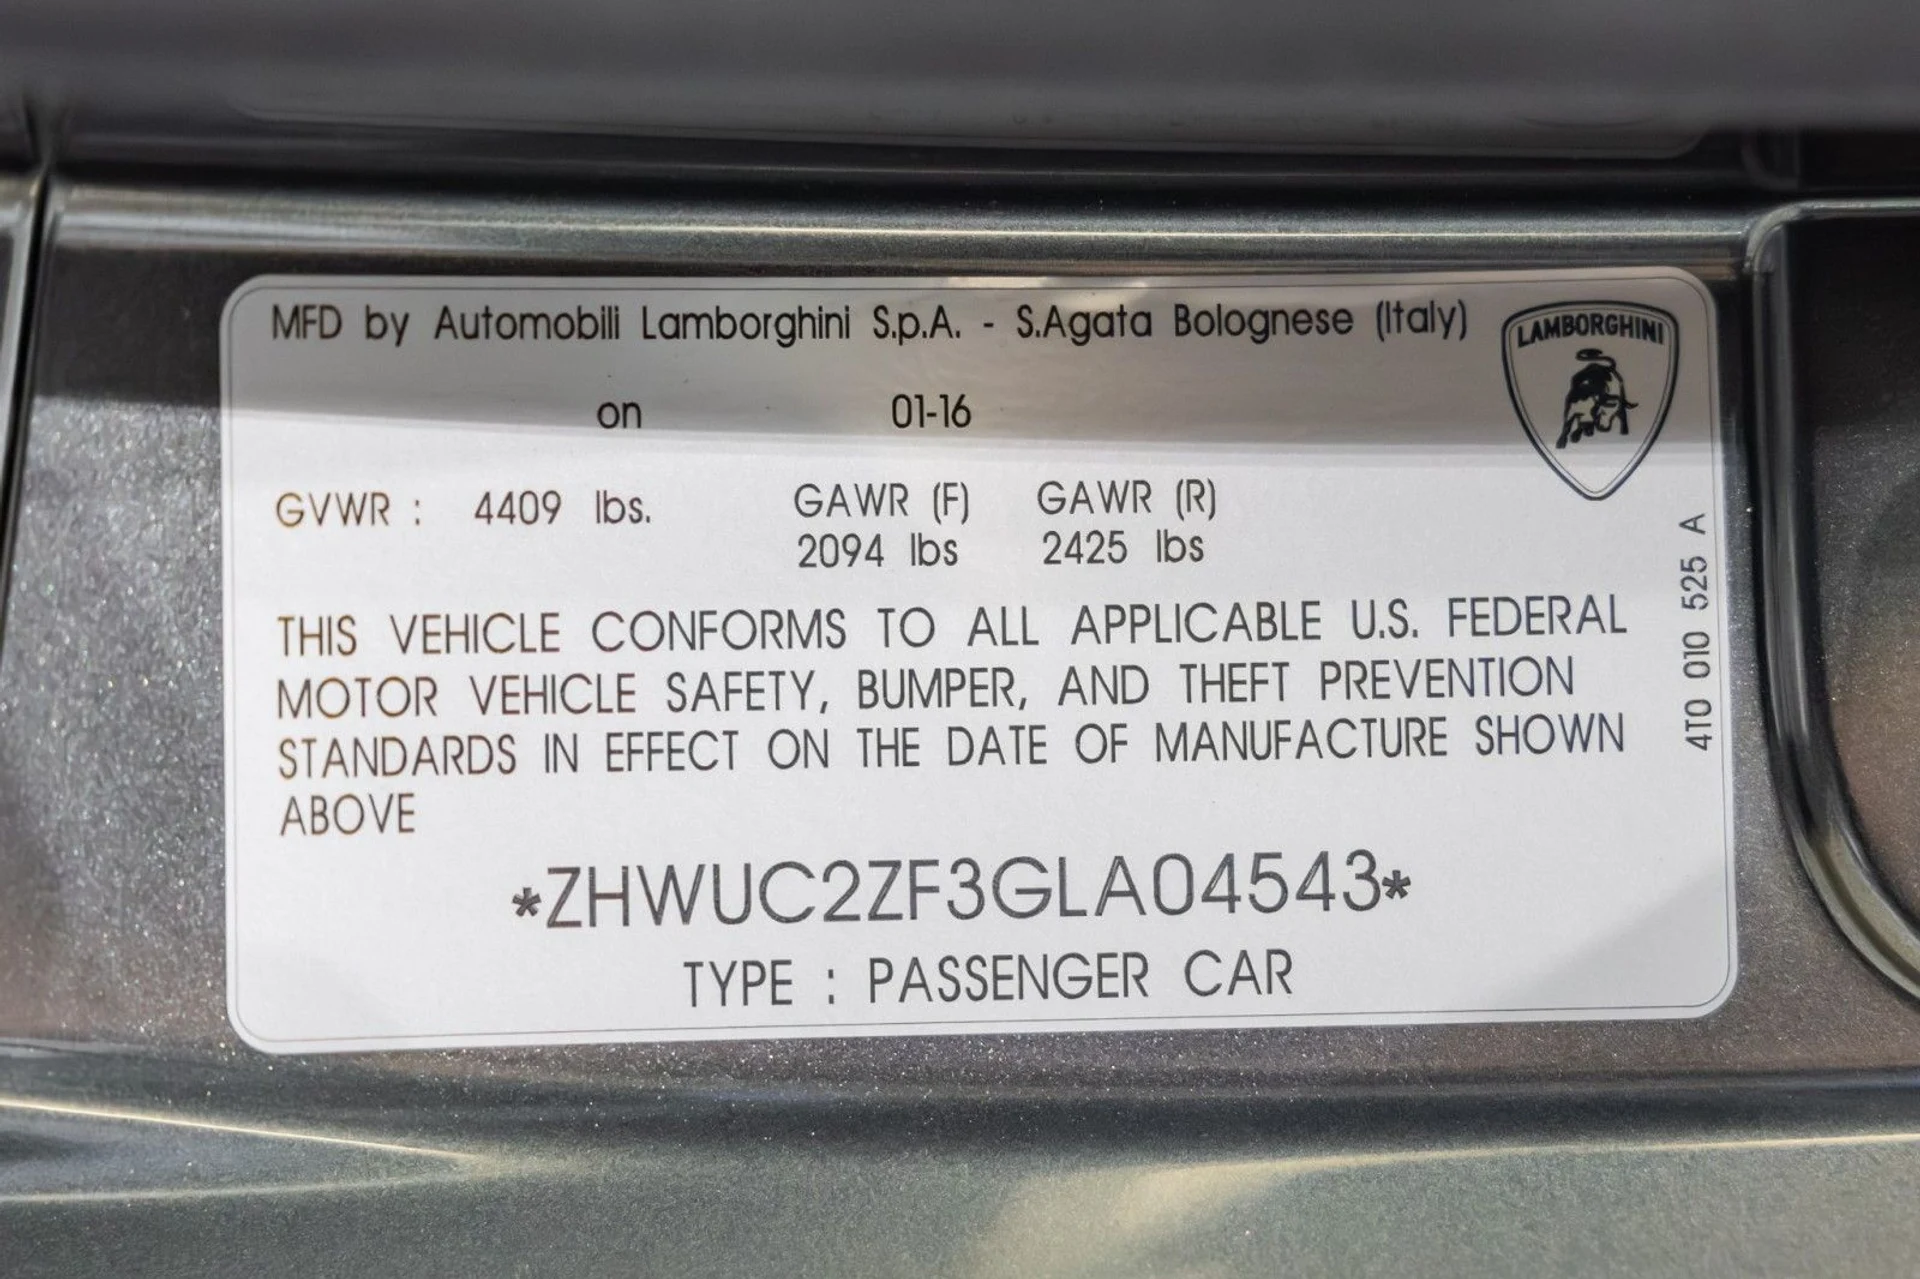 MFD by Automobili Lamborghini S.p.A. - S.Agata Bolognese (Italy)
LAMBORGHINI
on 01-16
GVWR : 4409 lbs. GAWR (F) GAWR (R)
2094 lbs 2425 lbs
4T0 010 525 A
THIS VEHICLE CONFORMS TO ALL APPLICABLE U.S. FEDERAL
MOTOR VEHICLE SAFETY, BUMPER, AND THEFT PREVENTION
STANDARDS IN EFFECT ON THE DATE OF MANUFACTURE SHOWN
ABOVE
*ZHWUC2ZF3GLA04543*
TYPE : PASSENGER CAR